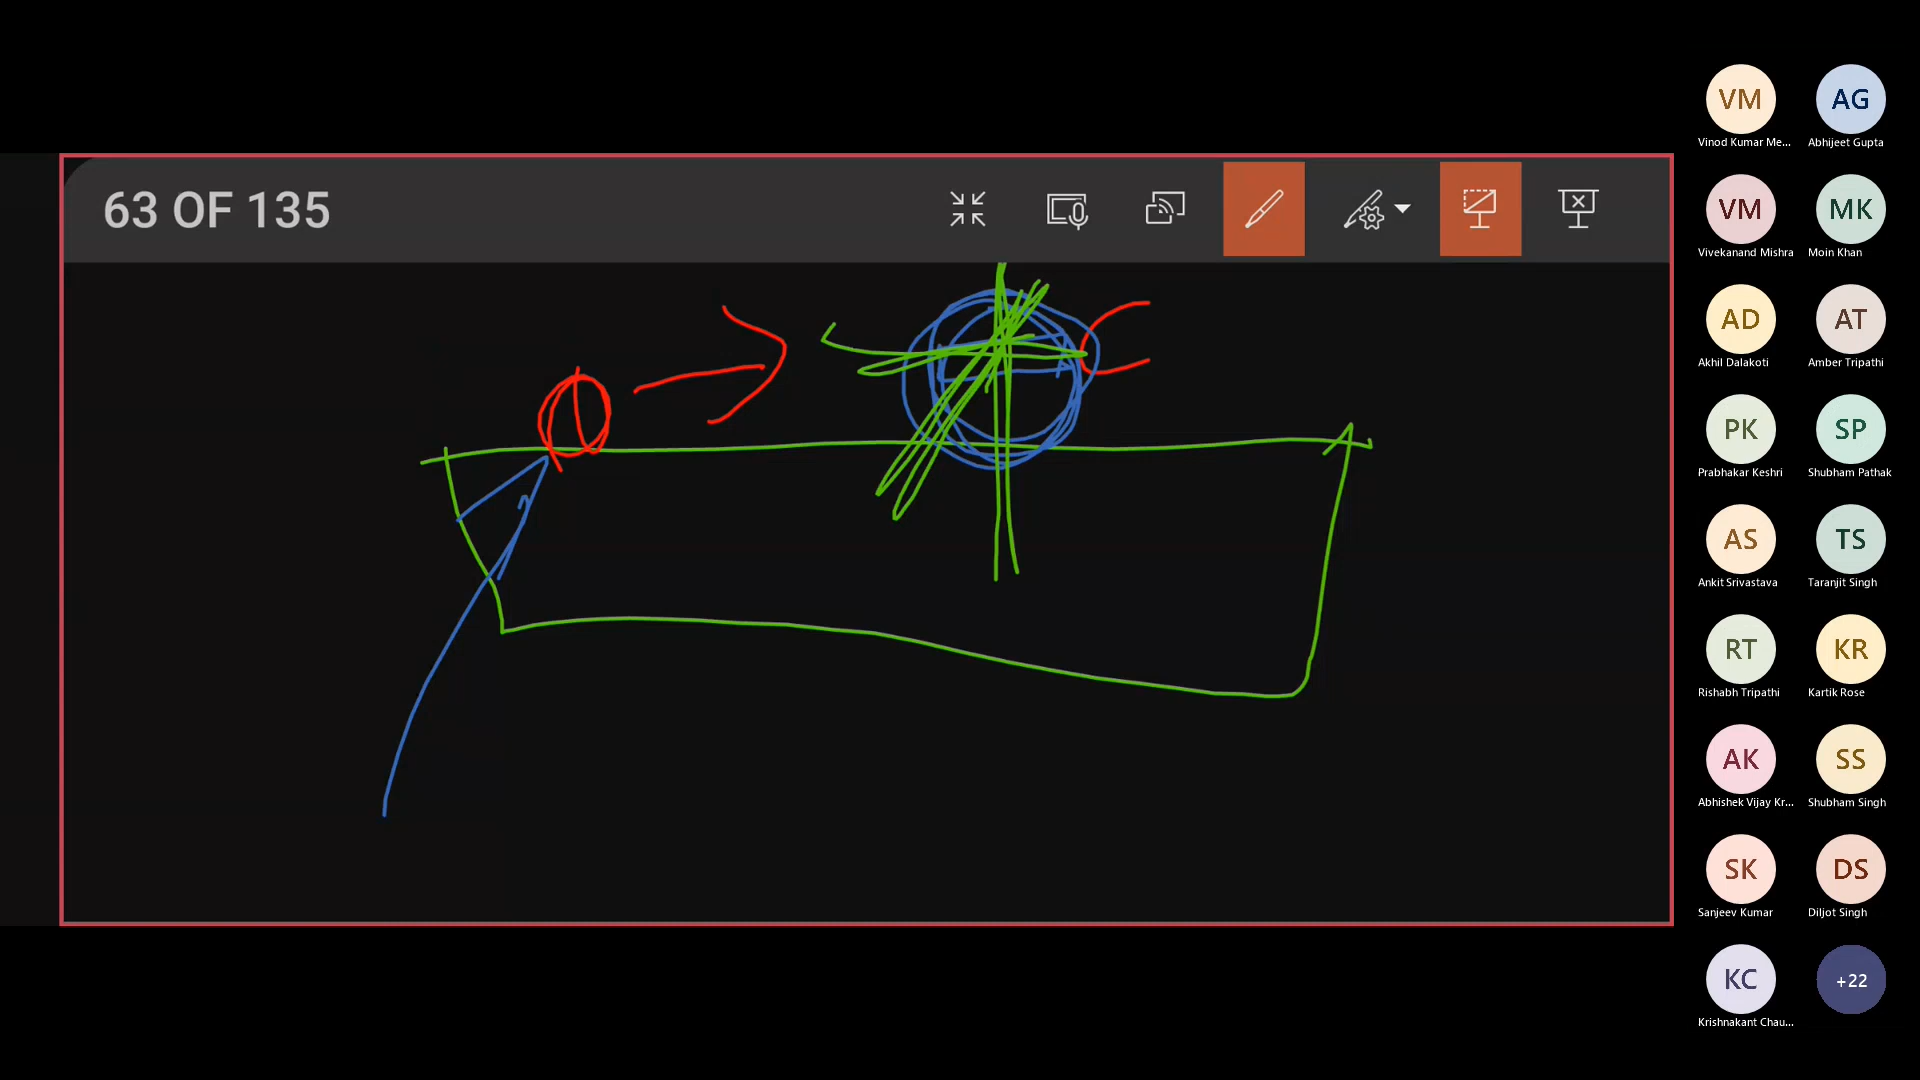 63 OF 135
VM AG
Vinod Kumar Me... Abhijeet Gupta
VM MK
Vivekanand Mishra Moin Khan
AD AT
Akhil Dalakoti Amber Tripathi
PK SP
Prabhakar Keshri Shubham Pathak
AS TS
Ankit Srivastava Taranjit Singh
RT KR
Rishabh Tripathi Kartik Rose
AK SS
Abhishek Vijay Kr... Shubham Singh
SK DS
Sanjeev Kumar Diljot Singh
KC +22
Krishnakant Chau...